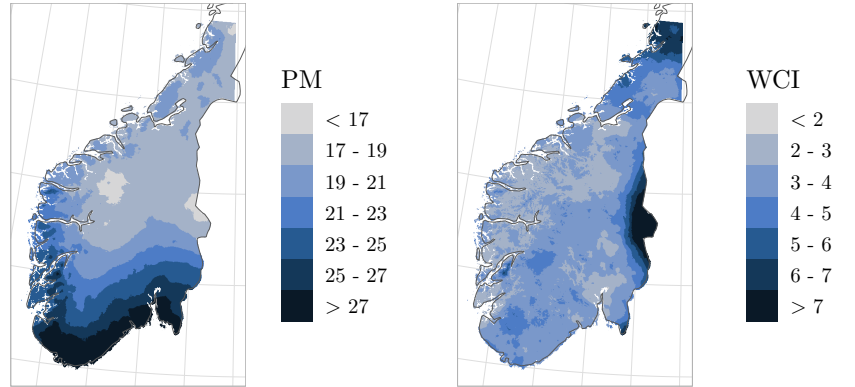 PM
< 17
17 - 19
19 - 21
21 - 23
23 - 25
25 - 27
> 27
WCI
< 2
2 - 3
3 - 4
4 - 5
5 - 6
6 - 7
> 7